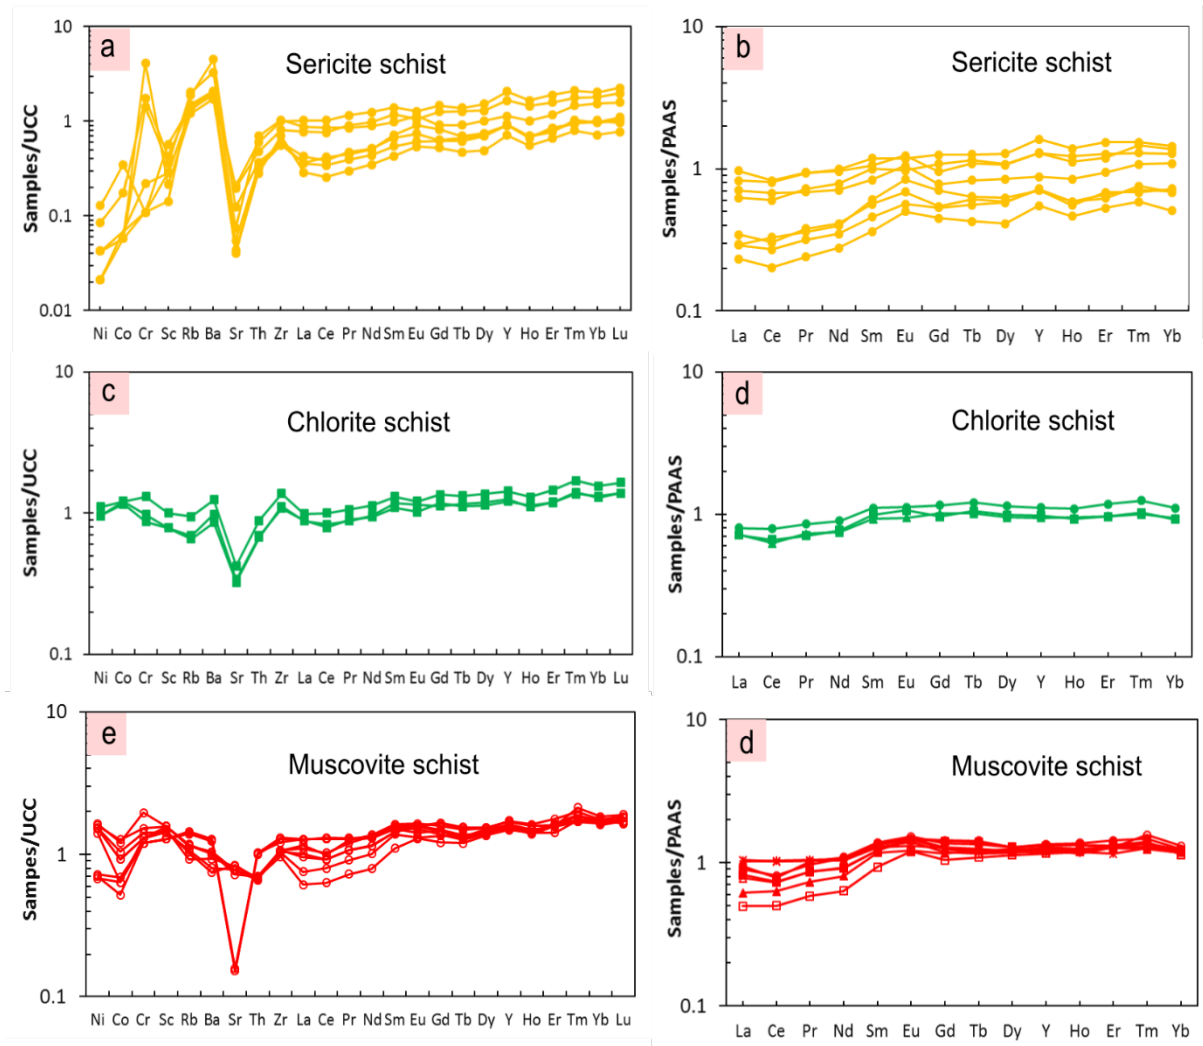 a
Sericite schist
Samples/UCC
10
1
0.1
0.01
Ni Co Cr Sc Rb Ba Sr Th Zr La Ce Pr Nd Sm Eu Gd Tb Dy Y Ho Er Tm Yb Lu
b
Sericite schist
Samples/PAAS
10
1
0.1
La Ce Pr Nd Sm Eu Gd Tb Dy Y Ho Er Tm Yb
c
Chlorite schist
Samples/UCC
10
1
0.1
Ni Co Cr Sc Rb Ba Sr Th Zr La Ce Pr Nd Sm Eu Gd Tb Dy Y Ho Er Tm Yb Lu
d
Chlorite schist
Samples/PAAS
10
1
0.1
La Ce Pr Nd Sm Eu Gd Tb Dy Y Ho Er Tm Yb
e
Muscovite schist
Sampes/UCC
10
1
0.1
Ni Co Cr Sc Rb Ba Sr Th Zr La Ce Pr Nd Sm Eu Gd Tb Dy Y Ho Er Tm Yb Lu
d
Muscovite schist
Samples/PAAS
10
1
0.1
La Ce Pr Nd Sm Eu Gd Tb Dy Y Ho Er Tm Yb